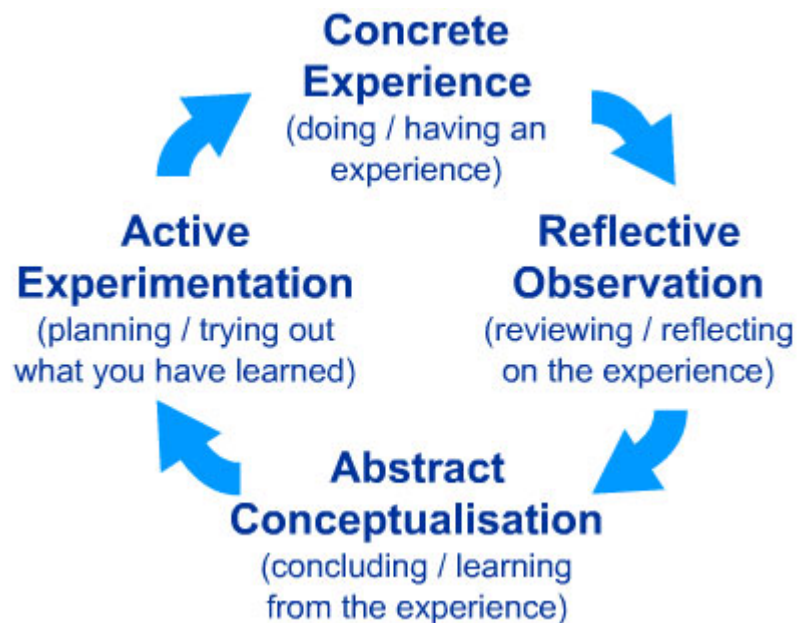 Concrete
Experience
(doing / having an
experience)
Reflective
Observation
(reviewing / reflecting
on the experience)
Abstract
Conceptualisation
(concluding / learning
from the experience)
Active
Experimentation
(planning / trying out
what you have learned)